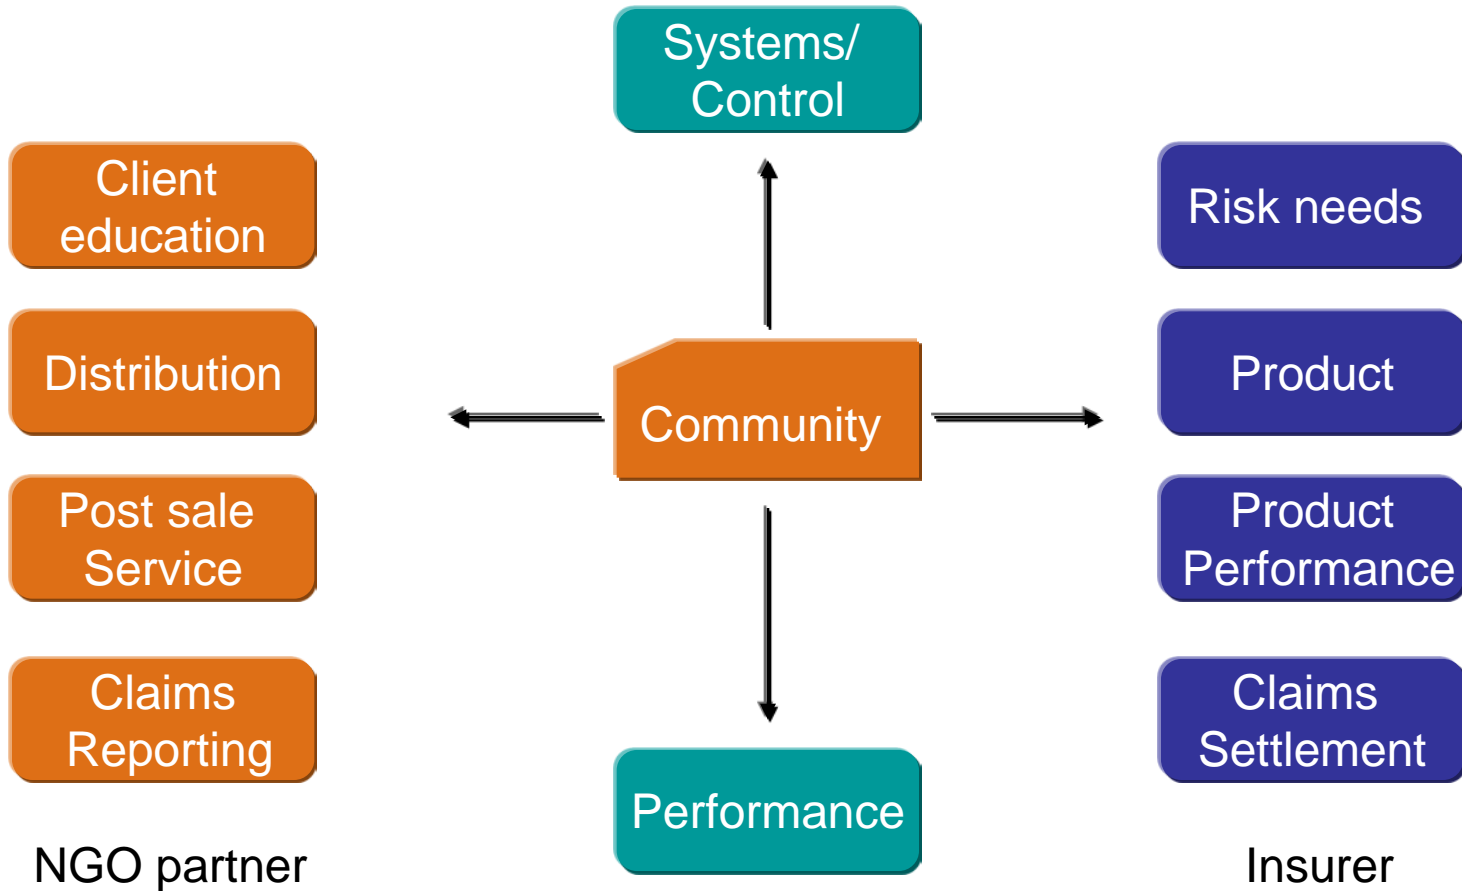 Systems/
Control
Client
education
Distribution
Post sale
Service
Claims
Reporting
NGO partner
Community
Performance
Risk needs
Product
Product
Performance
Claims
Settlement
Insurer